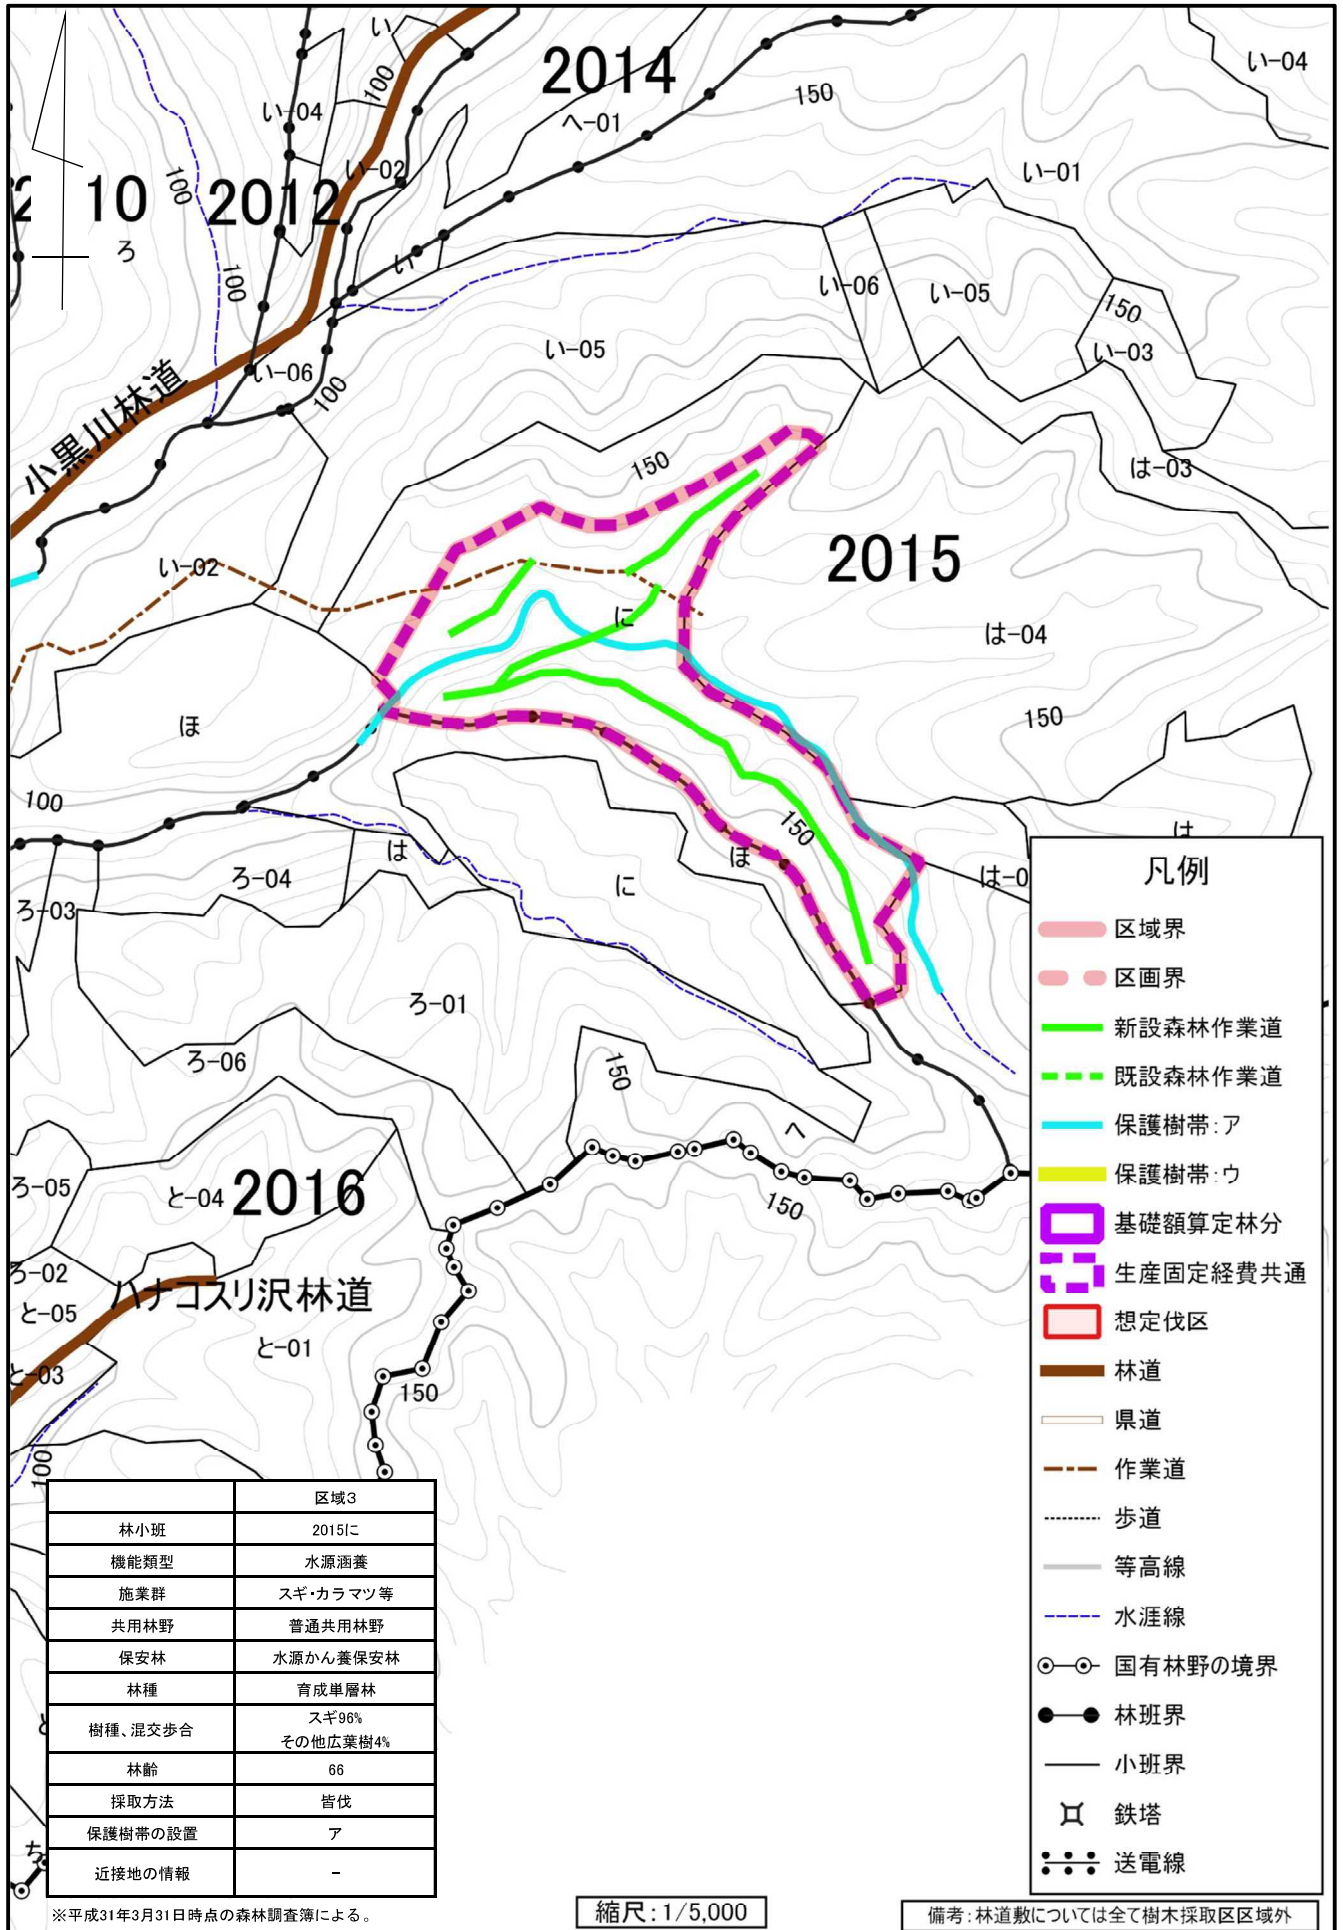 い
2014
い-04
100
い-04
150
へ-01
い-02
い-01
100
10
2012
ろ
い
100
い-06
い-05
150
い-03
い-05
い-06
100
小黒川林道
150
は-03
2015
い-02
に
は-04
150
ほ
100
150
は
ほ
は
に
は-0
ろ-04
ろ-03
ろ-01
ろ-06
150
へ
ろ-05
と-04
2016
150
ろ-02
ハナコスリ沢林道
と-05
と-01
と-03
150
100
ち
凡例
区域界
区画界
新設森林作業道
既設森林作業道
保護樹帯:ア
保護樹帯:ウ
基礎額算定林分
生産固定経費共通
想定伐区
林道
県道
作業道
歩道
等高線
水涯線
国有林野の境界
林班界
小班界
鉄塔
送電線
区域3
林小班 2015に
機能類型 水源涵養
施業群 スギ・カラマツ等
共用林野 普通共用林野
保安林 水源かん養保安林
林種 育成単層林
樹種、混交歩合 スギ96%
その他広葉樹4%
林齢 66
採取方法 皆伐
保護樹帯の設置 ア
近接地の情報 -
※平成31年3月31日時点の森林調査簿による。
縮尺:1/5,000
備考:林道敷については全て樹木採取区区域外